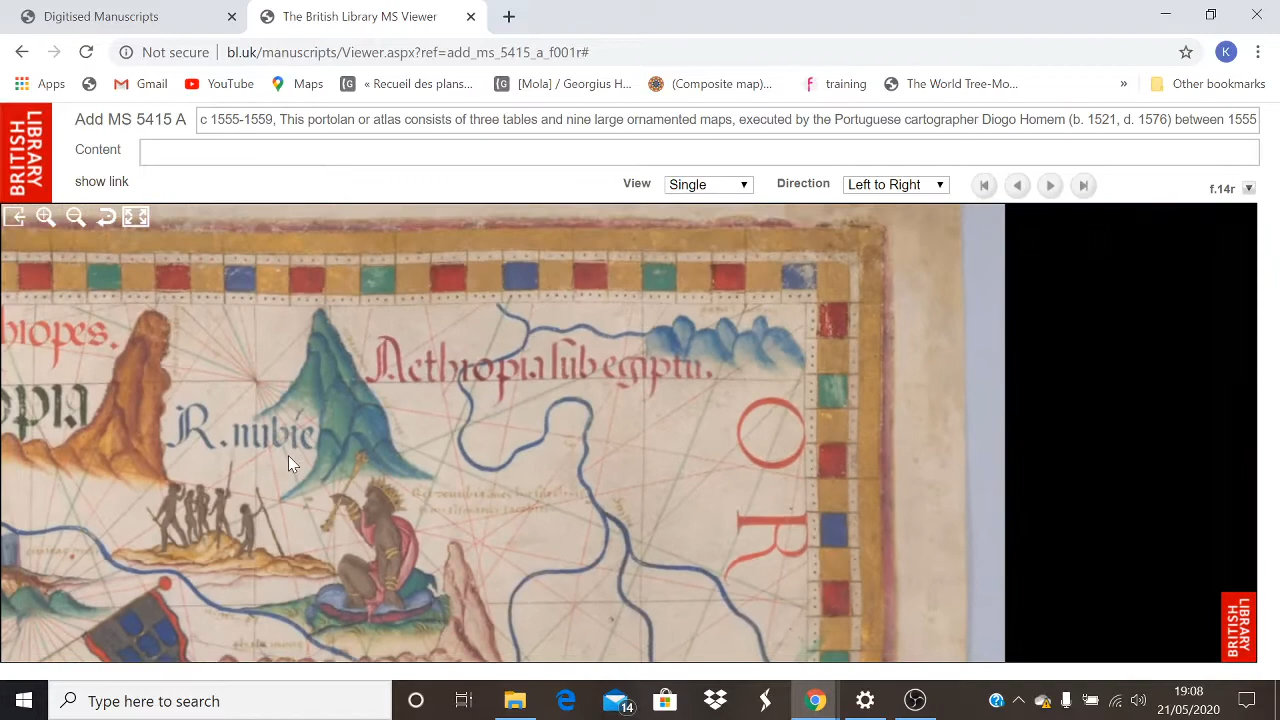 Digitised Manuscripts
The British Library MS Viewer
Not secure
bl.uk/manuscripts/Viewer.aspx?ref=add_ms_5415_a_f001r#
K
Apps
Gmail
YouTube
Maps
« Recueil des plans...
[Mola] / Georgius H...
(Composite map)...
training
The World Tree-Mo...
»
Other bookmarks
LIBRARY
BRITISH
Add MS 5415 A
c 1555-1559, This portolan or atlas consists of three tables and nine large ornamented maps, executed by the Portuguese cartographer Diogo Homem (b. 1521, d. 1576) between 1555
Content
show link
View
Single
Direction
Left to Right
f.14r
hiopes.
Aethiopia sub egiptu.
opia
R. nubie
OR
LIBRARY
BRITISH
Type here to search
14
19:08
21/05/2020